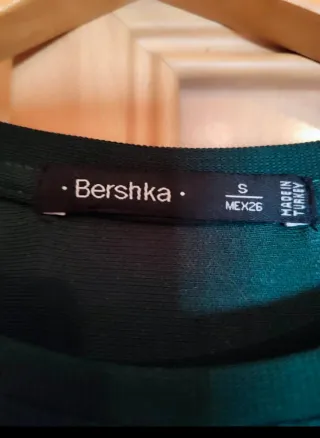 · Bershka ·
S
MEX26
MADE IN
TURKEY